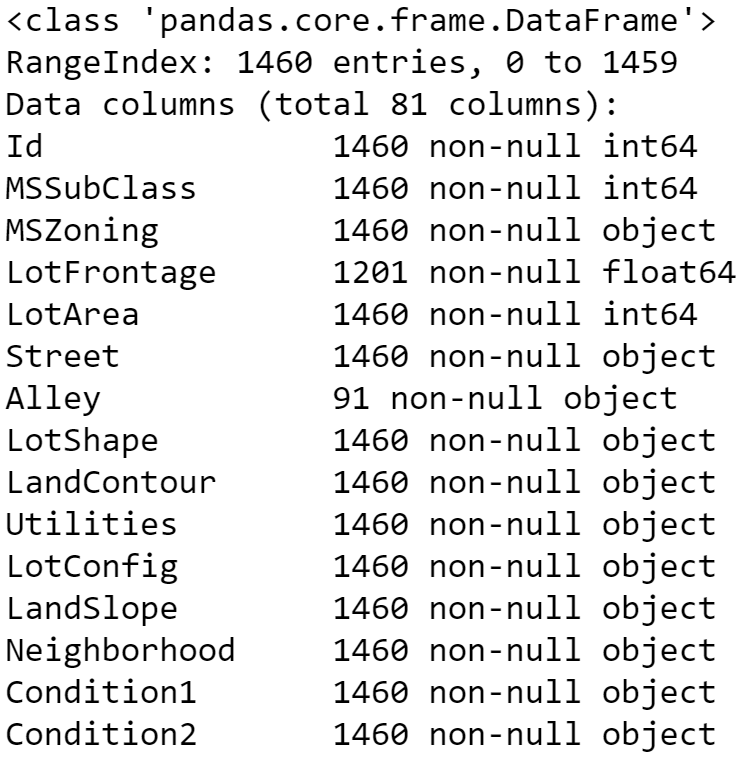 <class 'pandas.core.frame.DataFrame'>
RangeIndex: 1460 entries, 0 to 1459
Data columns (total 81 columns):
Id               1460 non-null int64
MSSubClass       1460 non-null int64
MSZoning         1460 non-null object
LotFrontage      1201 non-null float64
LotArea          1460 non-null int64
Street           1460 non-null object
Alley            91 non-null object
LotShape         1460 non-null object
LandContour      1460 non-null object
Utilities        1460 non-null object
LotConfig        1460 non-null object
LandSlope        1460 non-null object
Neighborhood     1460 non-null object
Condition1       1460 non-null object
Condition2       1460 non-null object